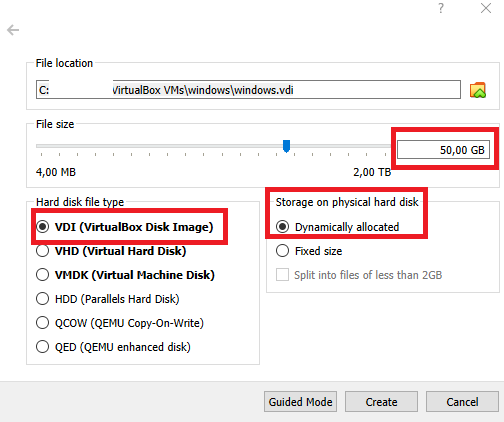 ?
File location
C: /VirtualBox VMs\windows\windows.vdi
File size
50,00 GB
4,00 MB 2,00 TB
Hard disk file type
VDI (VirtualBox Disk Image)
VHD (Virtual Hard Disk)
VMDK (Virtual Machine Disk)
HDD (Parallels Hard Disk)
QCOW (QEMU Copy-On-Write)
QED (QEMU enhanced disk)
Storage on physical hard disk
Dynamically allocated
Fixed size
Split into files of less than 2GB
Guided Mode Create Cancel